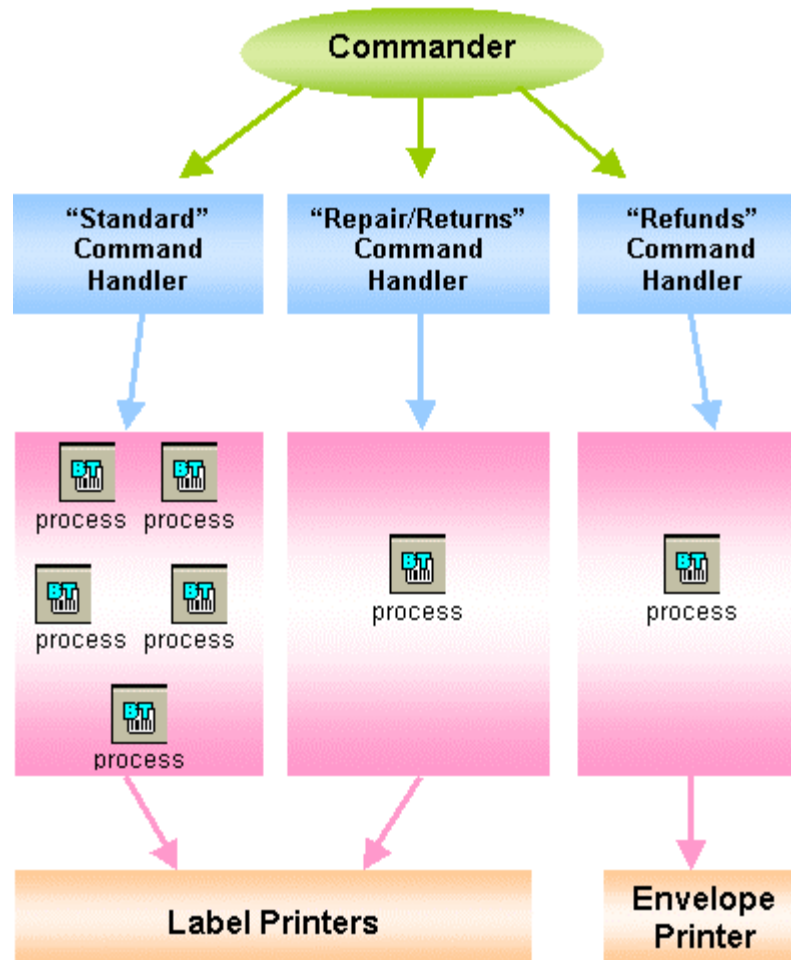 Commander
“Standard”
Command
Handler
“Repair/Returns”
Command
Handler
“Refunds”
Command
Handler
BT
process
BT
process
BT
process
BT
process
BT
process
BT
process
BT
process
Label Printers
Envelope
Printer